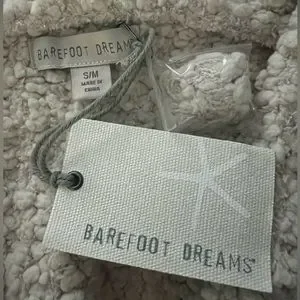 BAREFOOT DREAMS
S/M
MADE IN
CHINA
BAREFOOT DREAMS®